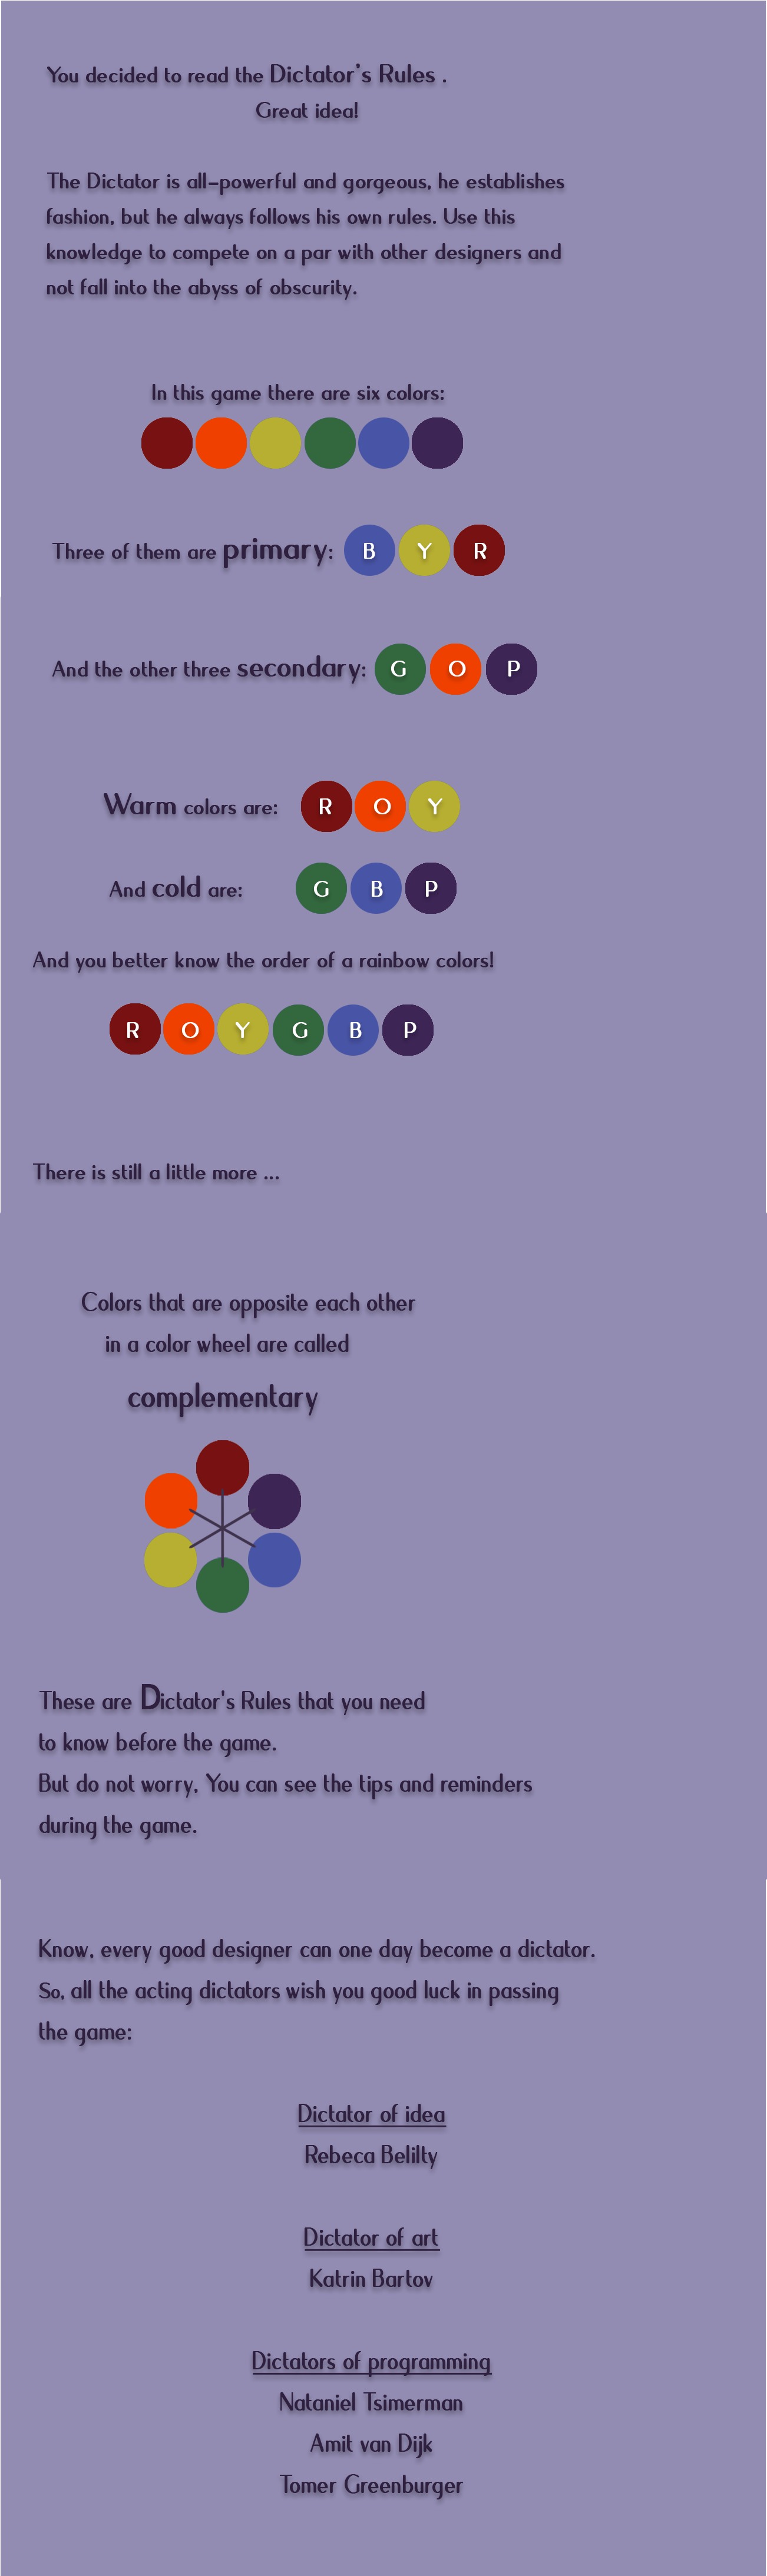 You decided to read the Dictator's Rules .
Great idea!
The Dictator is all-powerful and gorgeous, he establishes
fashion, but he always follows his own rules. Use this
knowledge to compete on a par with other designers and
not fall into the abyss of obscurity.
In this game there are six colors:
Three of them are primary: B Y R
And the other three secondary: G O P
Warm colors are: R O Y
And cold are: G B P
And you better know the order of a rainbow colors!
R O Y G B P
There is still a little more ...
Colors that are opposite each other
in a color wheel are called
complementary
These are Dictator's Rules that you need
to know before the game.
But do not worry, You can see the tips and reminders
during the game.
Know, every good designer can one day become a dictator.
So, all the acting dictators wish you good luck in passing
the game:
Dictator of idea
Rebeca Belilty
Dictator of art
Katrin Bartov
Dictators of programming
Nataniel Tsimerman
Amit van Dijk
Tomer Greenburger